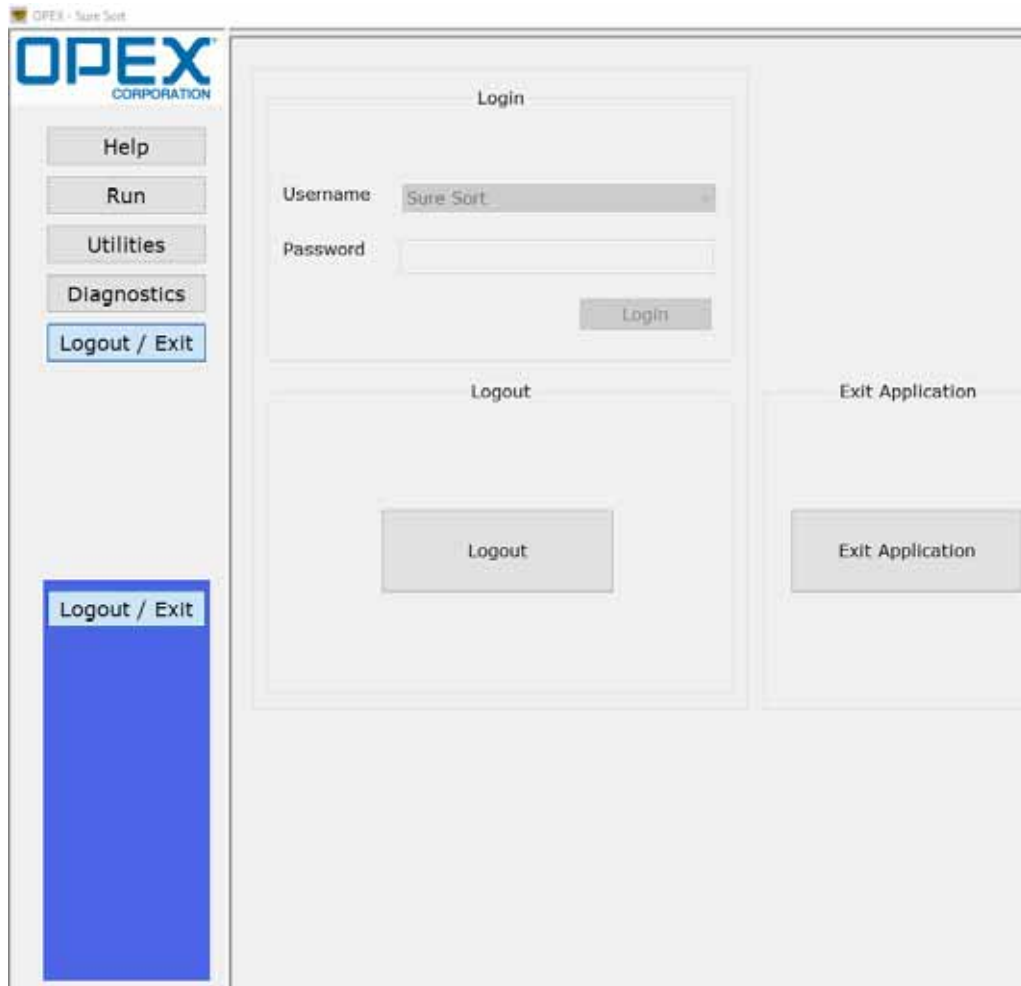 OPEX - Sure Sort
OPEX
CORPORATION
Help
Run
Utilities
Diagnostics
Logout / Exit
Logout / Exit
Login
Username
Sure Sort
Password
Login
Logout
Logout
Exit Application
Exit Application